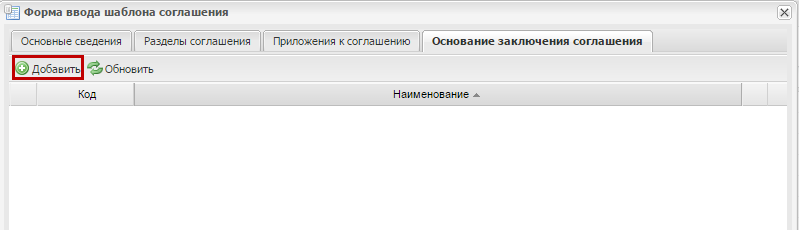 Форма ввода шаблона соглашения
Основные сведения Разделы соглашения Приложения к соглашению Основание заключения соглашения
Добавить Обновить
Код Наименование